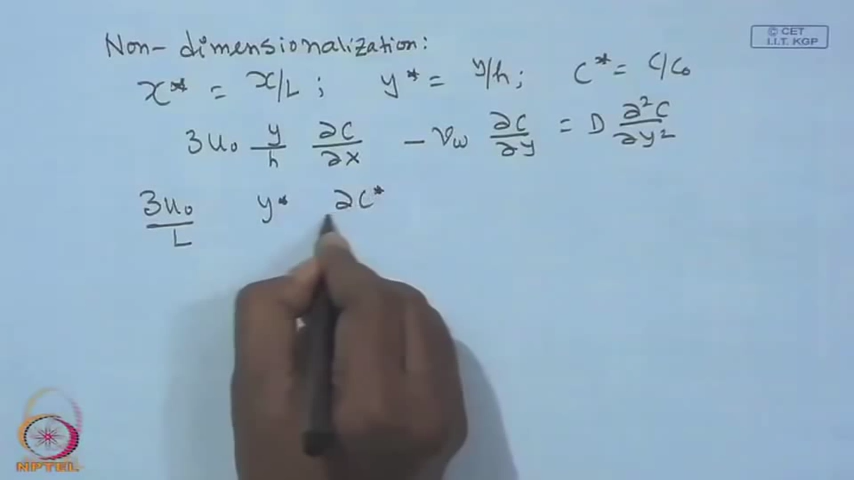 Non-dimensionalization:
© CET
I.I.T. KGP
x* = x/L ; y* = y/h ; c* = c/c₀
3u₀ y/h ∂c/∂x - v_w ∂c/∂y = D ∂²c/∂y²
3u₀/L y* ∂c*
NPTEL